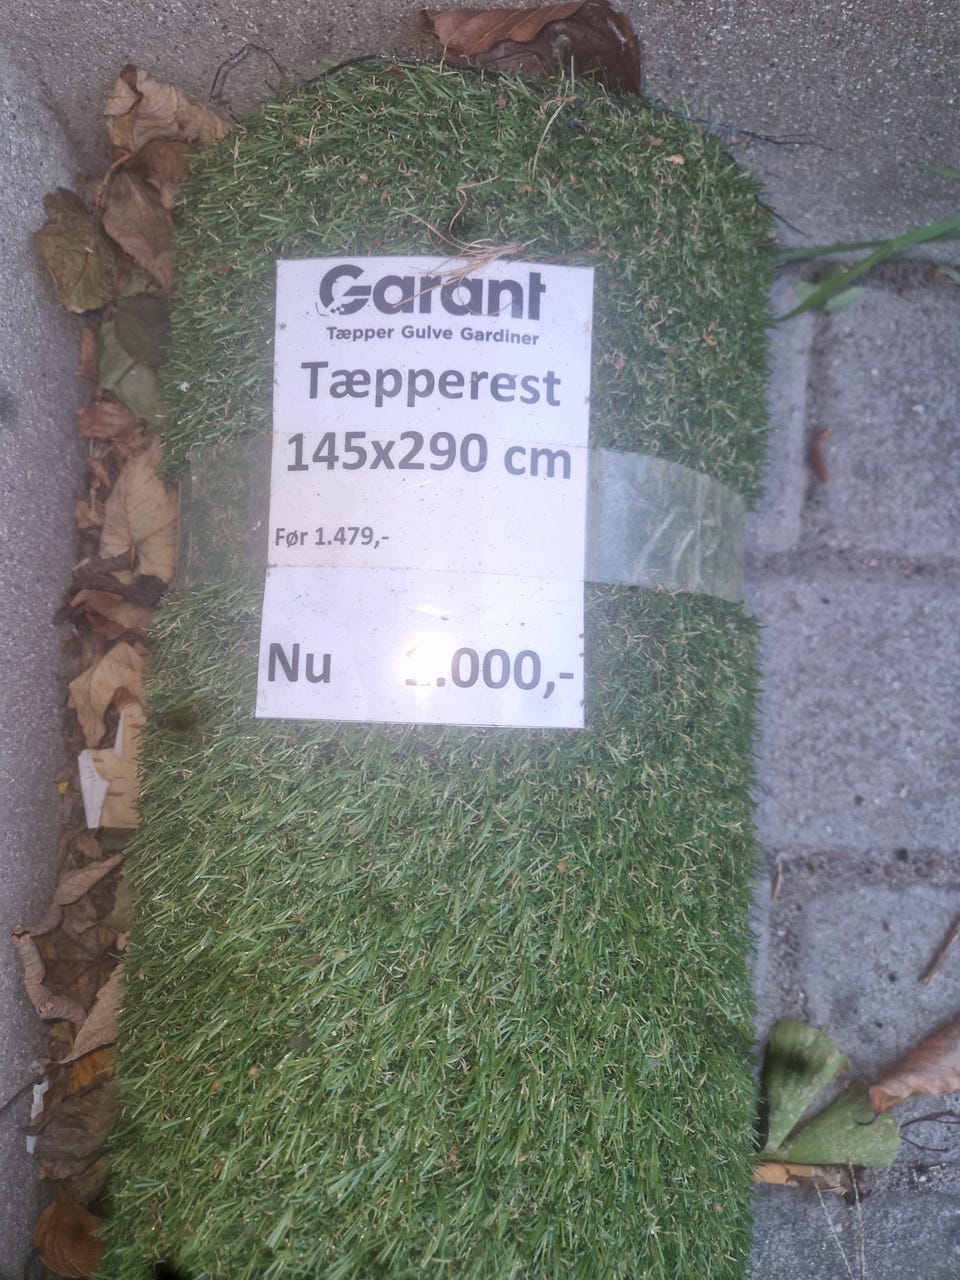 Garant
Tæpper Gulve Gardiner
Tæpperest
145x290 cm
Før 1.479,-
Nu